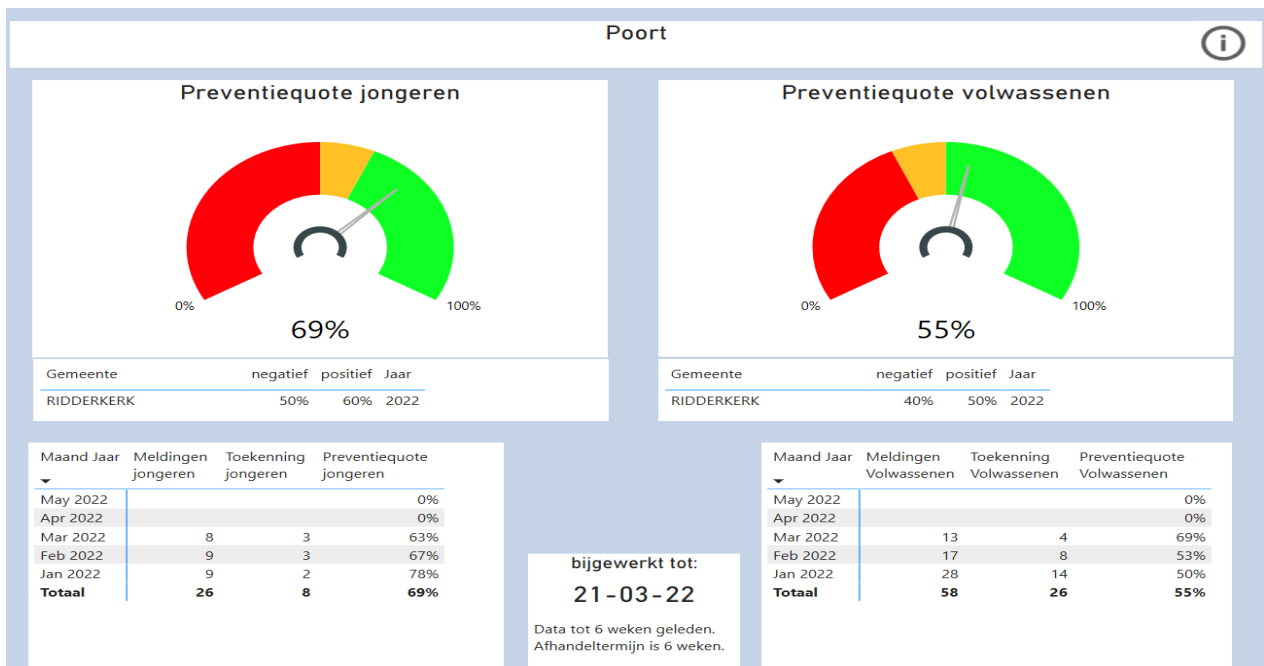 Poort
i
Preventiequote jongeren
0%
100%
69%
Gemeente negatief positief Jaar
RIDDERKERK 50% 60% 2022
Preventiequote volwassenen
0%
100%
55%
Gemeente negatief positief Jaar
RIDDERKERK 40% 50% 2022
Maand Jaar Meldingen Toekenning Preventiequote
jongeren jongeren jongeren
May 2022 0%
Apr 2022 0%
Mar 2022 8 3 63%
Feb 2022 9 3 67%
Jan 2022 9 2 78%
Totaal 26 8 69%
bijgewerkt tot:
21-03-22
Data tot 6 weken geleden.
Afhandeltermijn is 6 weken.
Maand Jaar Meldingen Toekenning Preventiequote
Volwassenen Volwassenen Volwassenen
May 2022 0%
Apr 2022 0%
Mar 2022 13 4 69%
Feb 2022 17 8 53%
Jan 2022 28 14 50%
Totaal 58 26 55%